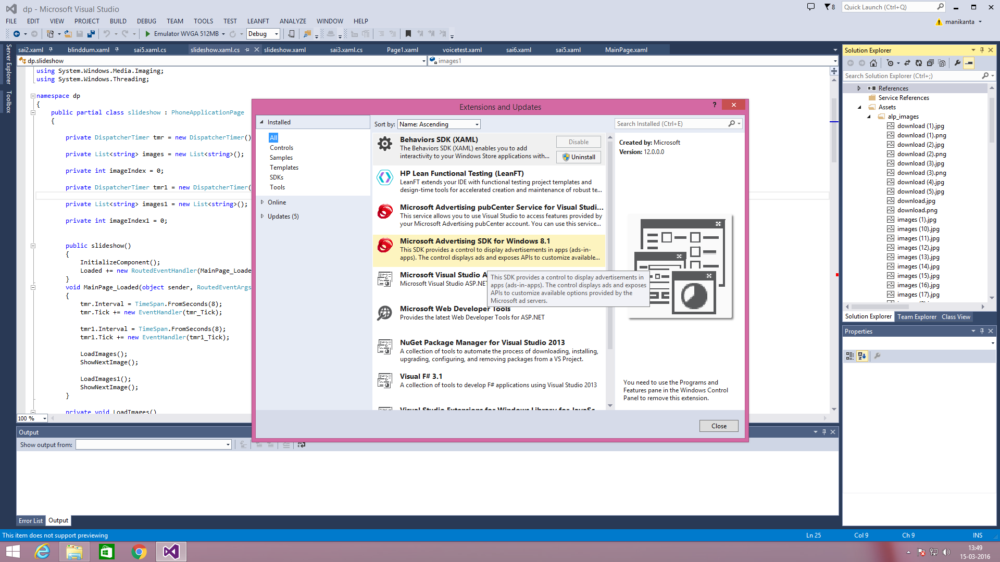 dp - Microsoft Visual Studio
8
Quick Launch (Ctrl+Q)
FILE EDIT VIEW PROJECT BUILD DEBUG TEAM TOOLS TEST LEANFT ANALYZE WINDOW HELP
manikanta
Emulator WVGA 512MB
Debug
Server Explorer
Toolbox
sai2.xaml
blinddum.xaml
sai5.xaml.cs
slideshow.xaml.cs
slideshow.xaml
sai3.xaml.cs
Page1.xaml
voicetest.xaml
sai6.xaml
sai5.xaml
MainPage.xaml
dp.slideshow
images1
using System.Windows.Media.Imaging;
using System.Windows.Threading;
namespace dp
{
public partial class slideshow : PhoneApplicationPage
{
private DispatcherTimer tmr = new DispatcherTimer()
private List<string> images = new List<string>();
private int imageIndex = 0;
private DispatcherTimer tmr1 = new DispatcherTimer(
private List<string> images1 = new List<string>();
private int imageIndex1 = 0;
public slideshow()
{
InitializeComponent();
Loaded += new RoutedEventHandler(MainPage_Loade
}
void MainPage_Loaded(object sender, RoutedEventArgs
{
tmr.Interval = TimeSpan.FromSeconds(8);
tmr.Tick += new EventHandler(tmr_Tick);
tmr1.Interval = TimeSpan.FromSeconds(8);
tmr1.Tick += new EventHandler(tmr1_Tick);
LoadImages();
ShowNextImage();
LoadImages1();
ShowNextImage();
}
private void LoadImages()
100 %
Extensions and Updates
?
Installed
All
Controls
Samples
Templates
SDKs
Tools
Online
Updates (5)
Sort by: Name: Ascending
Search Installed (Ctrl+E)
Behaviors SDK (XAML)
The Behaviors SDK (XAML) enables you to add
interactivity to your Windows Store applications with...
Disable
Uninstall
HP Lean Functional Testing (LeanFT)
LeanFT extends your IDE with functional testing project templates and
design-time tools for accelerated creation and maintenance of robust te...
Microsoft Advertising pubCenter Service for Visual Studi...
This service allows you to use Visual Studio to access features provided by
your Microsoft Advertising pubCenter account. You can use this service...
Microsoft Advertising SDK for Windows 8.1
This SDK provides a control to display advertisements in apps (ads-in-
apps). The control displays ads and exposes APIs to customize available...
Microsoft Visual Studio A
Microsoft Visual Studio ASP.NET
This SDK provides a control to display advertisements in
apps (ads-in-apps). The control displays ads and exposes
APIs to customize available options provided by the
Microsoft ad servers.
Microsoft Web Developer Tools
Provides the latest Web Developer Tools for ASP.NET
NuGet Package Manager for Visual Studio 2013
A collection of tools to automate the process of downloading, installing,
upgrading, configuring, and removing packages from a VS Project.
Visual F# 3.1
A collection of tools to develop F# applications using Visual Studio 2013
Visual Studio Extensions for Windows Library for JavaSc...
Created by: Microsoft
Version: 12.0.0.0
You need to use the Programs and
Features pane in the Windows Control
Panel to remove this extension.
Close
Solution Explorer
Search Solution Explorer (Ctrl+;)
References
Service References
Assets
alp_images
download (1).jpg
download (1).png
download (2).jpg
download (2).png
download (3).jpg
download (3).png
download (4).jpg
download (5).jpg
download.jpg
download.png
images (1).jpg
images (10).jpg
images (11).jpg
images (12).jpg
images (13).jpg
images (14).jpg
images (15).jpg
images (16).jpg
images (17).jpg
Solution Explorer Team Explorer Class View
Properties
Output
Show output from:
Error List Output
This item does not support previewing
Ln 25 Col 9 Ch 9 INS
13:49
15-03-2016